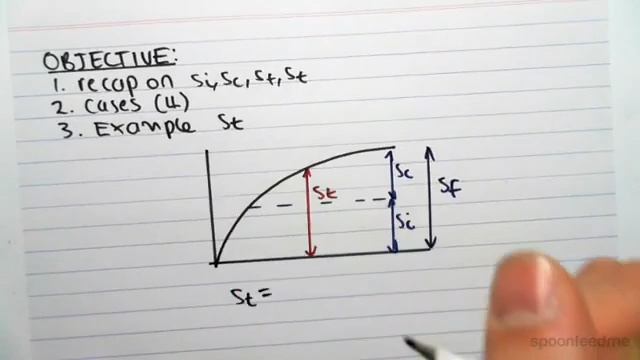 OBJECTIVE:
1. recap on Si, Sc, Sf, St
2. Cases (4)
3. Example St
Sc
St
Sf
Si
St =
spoonfeedme